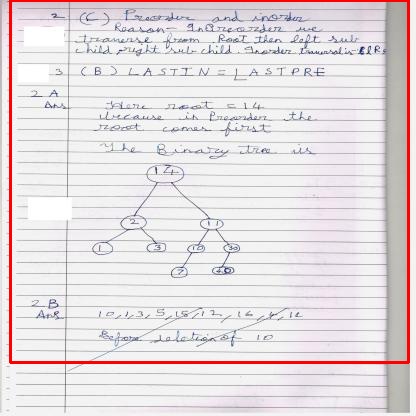 2 (C) Preorder and inorder
Reason - In Preorder we
traverse from Root then left sub
child right sub child. Inorder traversal is LRe
3 (B) LASTIN = LASTPRE
2 A
Ans Here root = 14
because in Preorder the
root comes first
The Binary tree is
14
2 11
1 3 10 30
7 40
2 B
Ans 10, 1, 3, 5, 15, 12, 16, 4, 12
Before deletion of 10